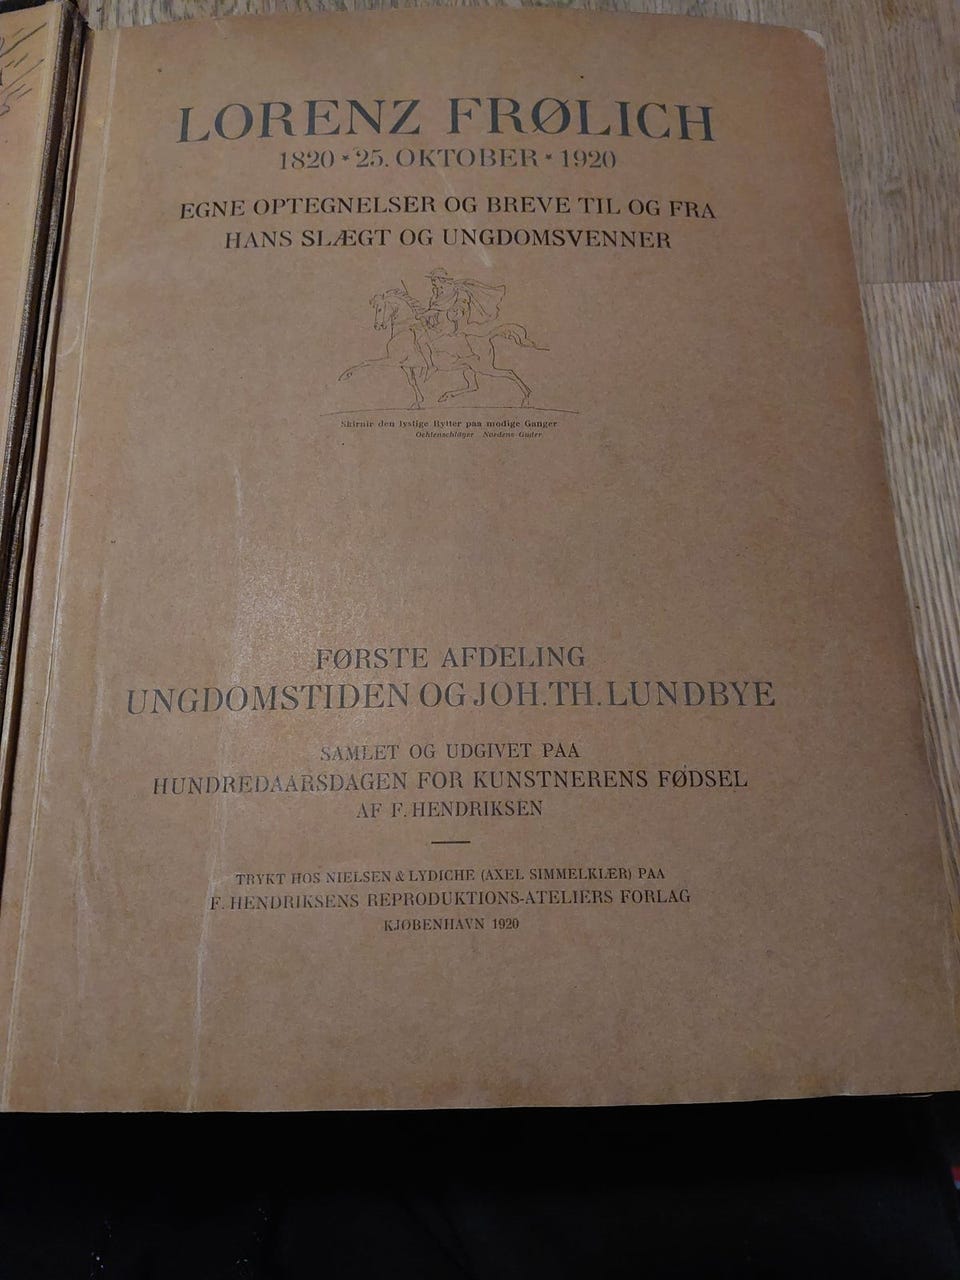 LORENZ FRØLICH
1820 * 25. OKTOBER * 1920
EGNE OPTEGNELSER OG BREVE TIL OG FRA
HANS SLÆGT OG UNGDOMSVENNER
Skirnir den lystige Rytter paa modige Ganger
Oehlenschläger Nordens Guder
FØRSTE AFDELING
UNGDOMSTIDEN OG JOH. TH. LUNDBYE
SAMLET OG UDGIVET PAA
HUNDREDAARSDAGEN FOR KUNSTNERENS FØDSEL
AF F. HENDRIKSEN
TRYKT HOS NIELSEN & LYDICHE (AXEL SIMMELKIÆR) PAA
F. HENDRIKSENS REPRODUKTIONS-ATELIERS FORLAG
KJØBENHAVN 1920